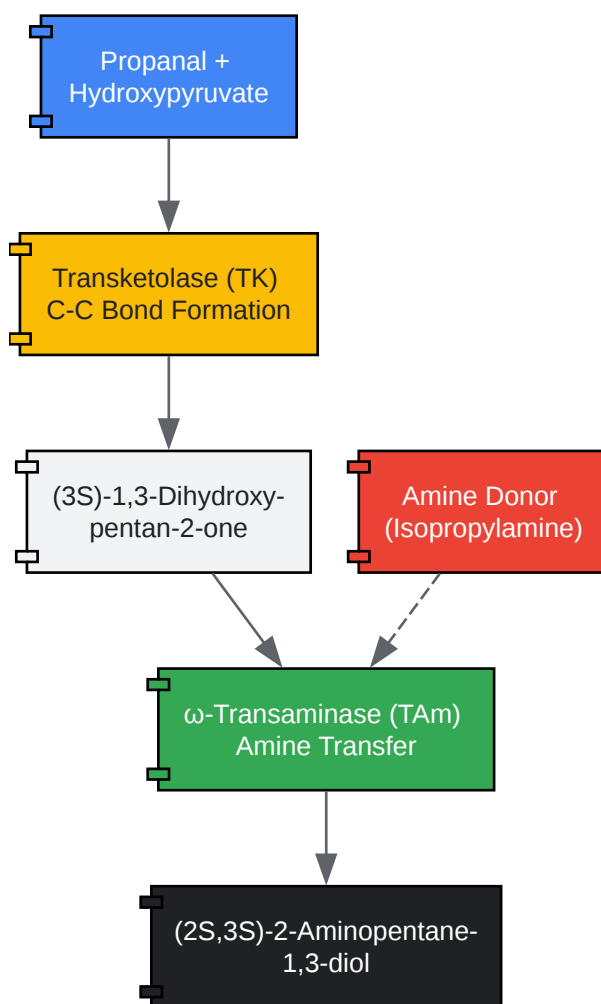 Propanal +
Hydroxypyruvate
Transketolase (TK)
C-C Bond Formation
(3S)-1,3-Dihydroxy-
pentan-2-one
Amine Donor
(Isopropylamine)
ω-Transaminase (TAm)
Amine Transfer
(2S,3S)-2-Aminopentane-
1,3-diol